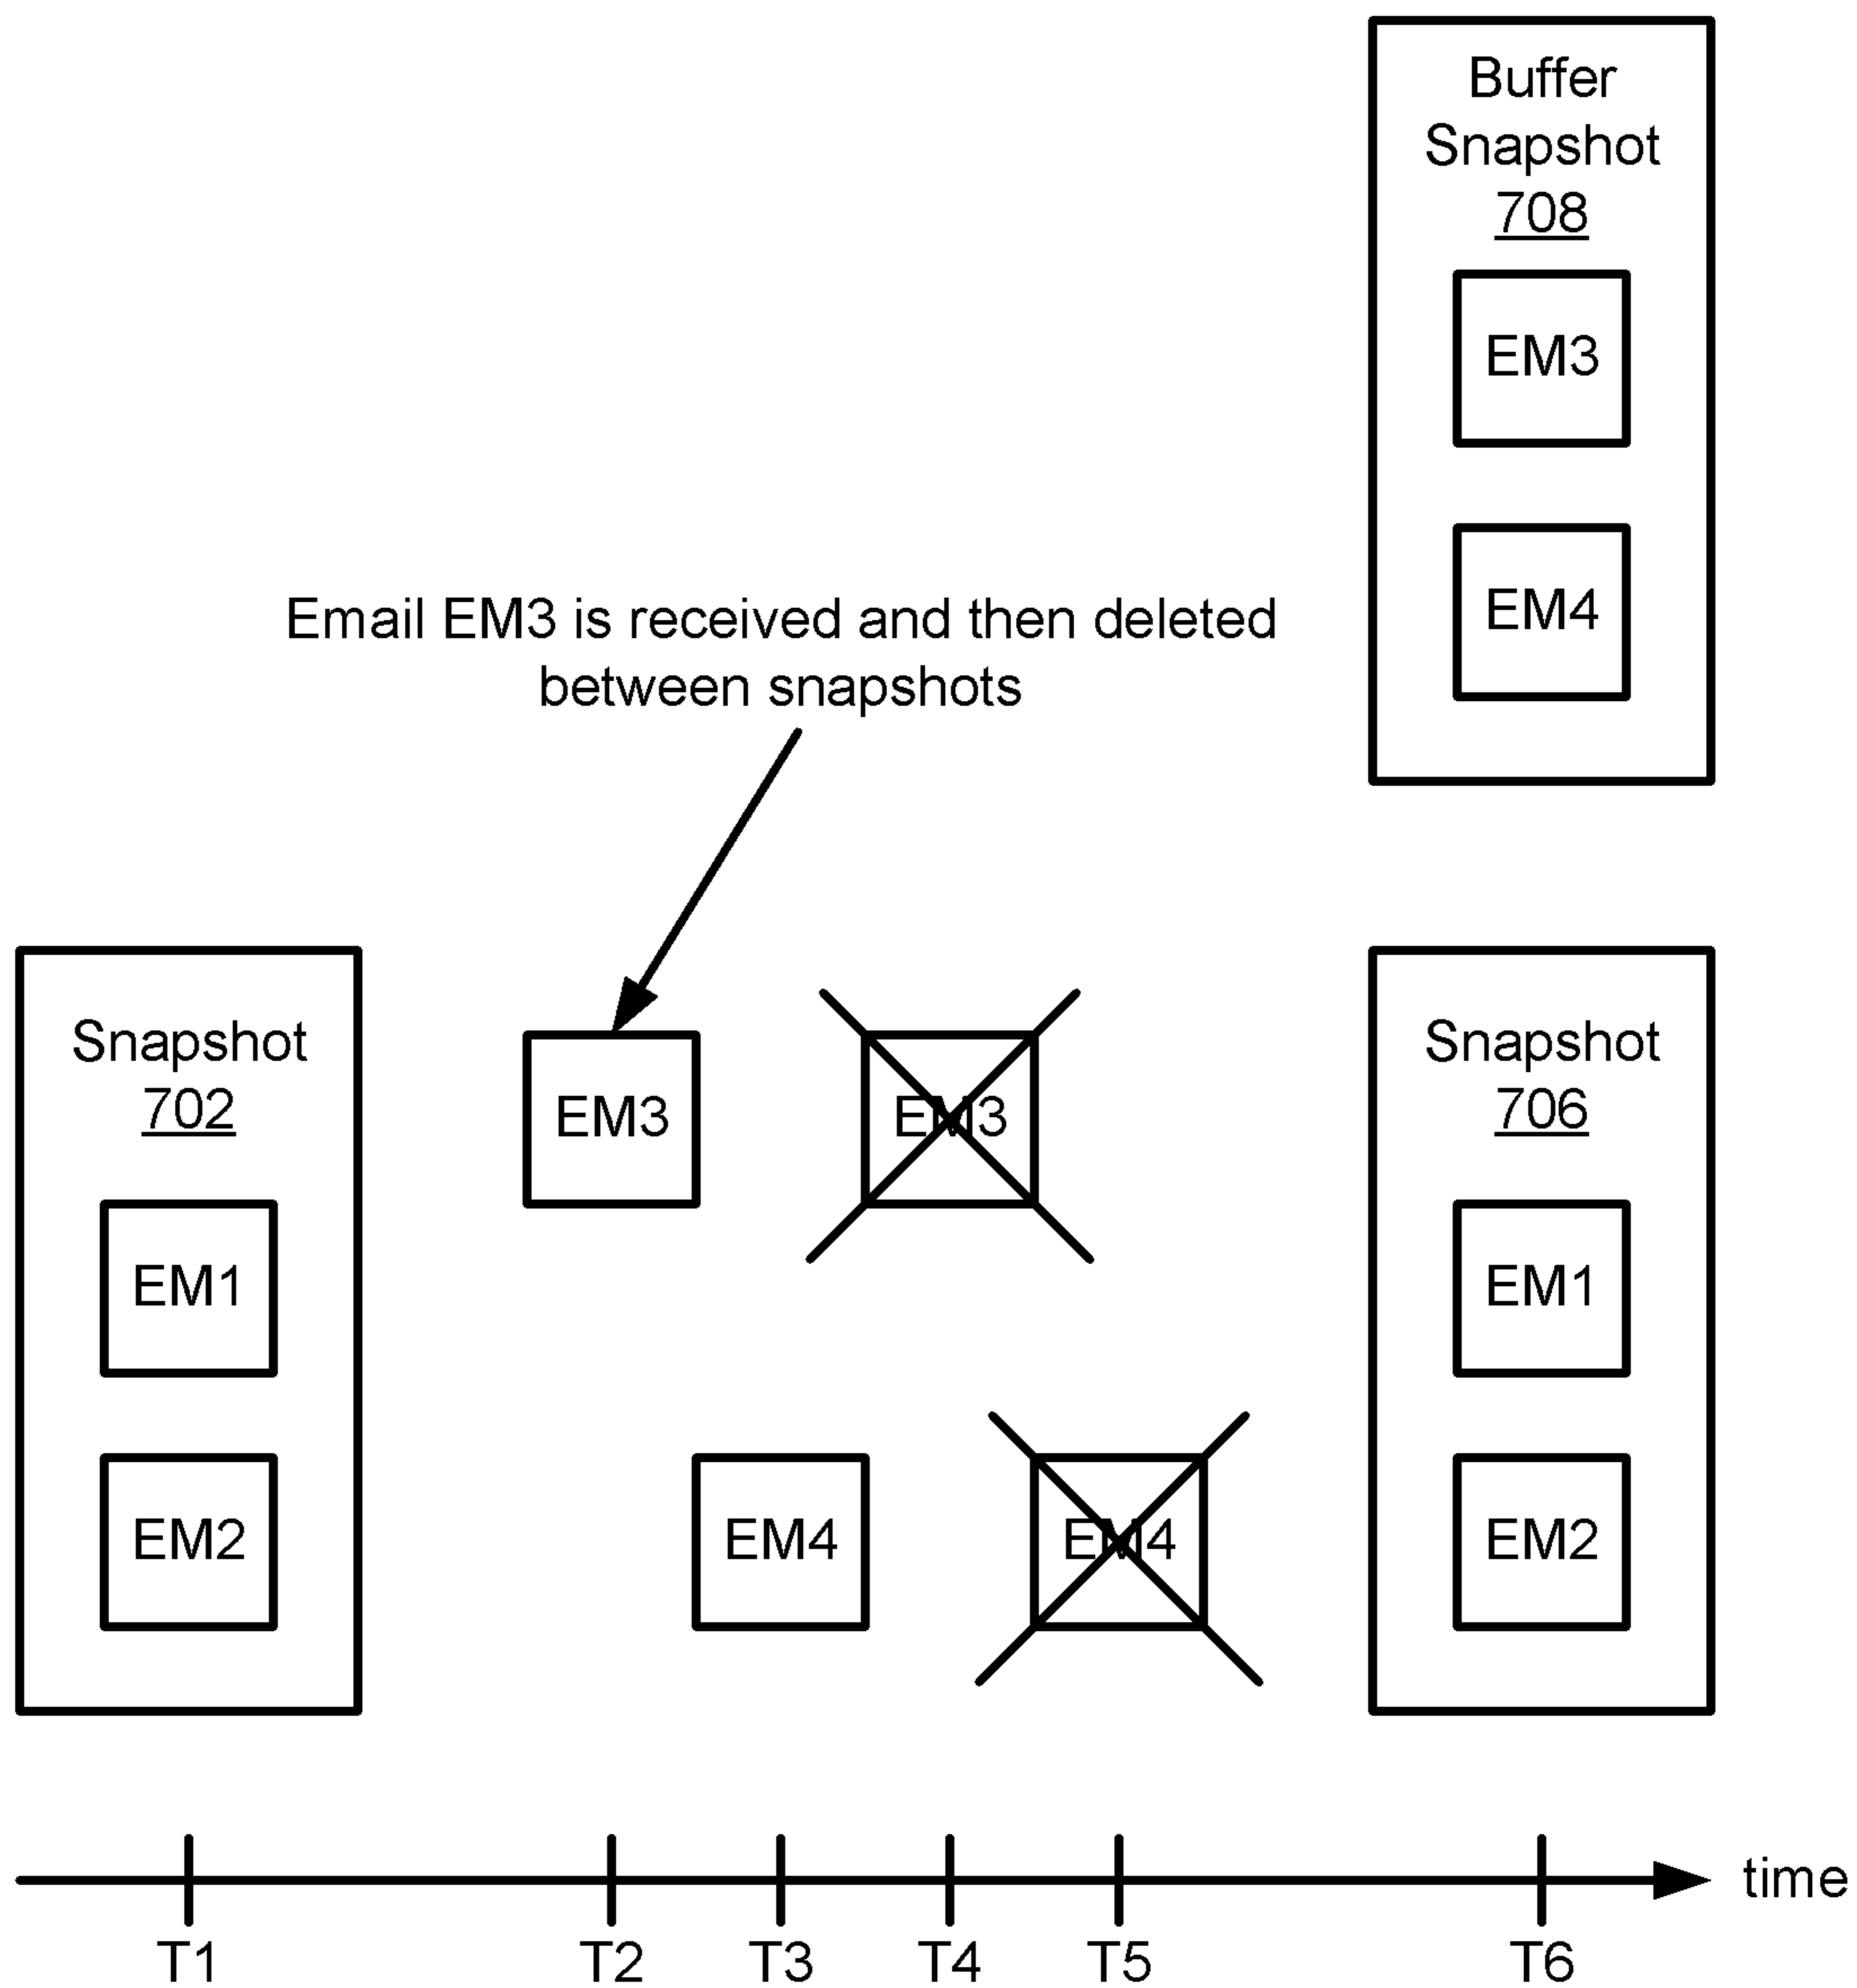 Buffer
Snapshot
708
EM3
EM4
Email EM3 is received and then deleted
between snapshots
Snapshot
702
EM1
EM2
EM3
EM3
EM4
EM4
Snapshot
706
EM1
EM2
time
T1
T2
T3
T4
T5
T6